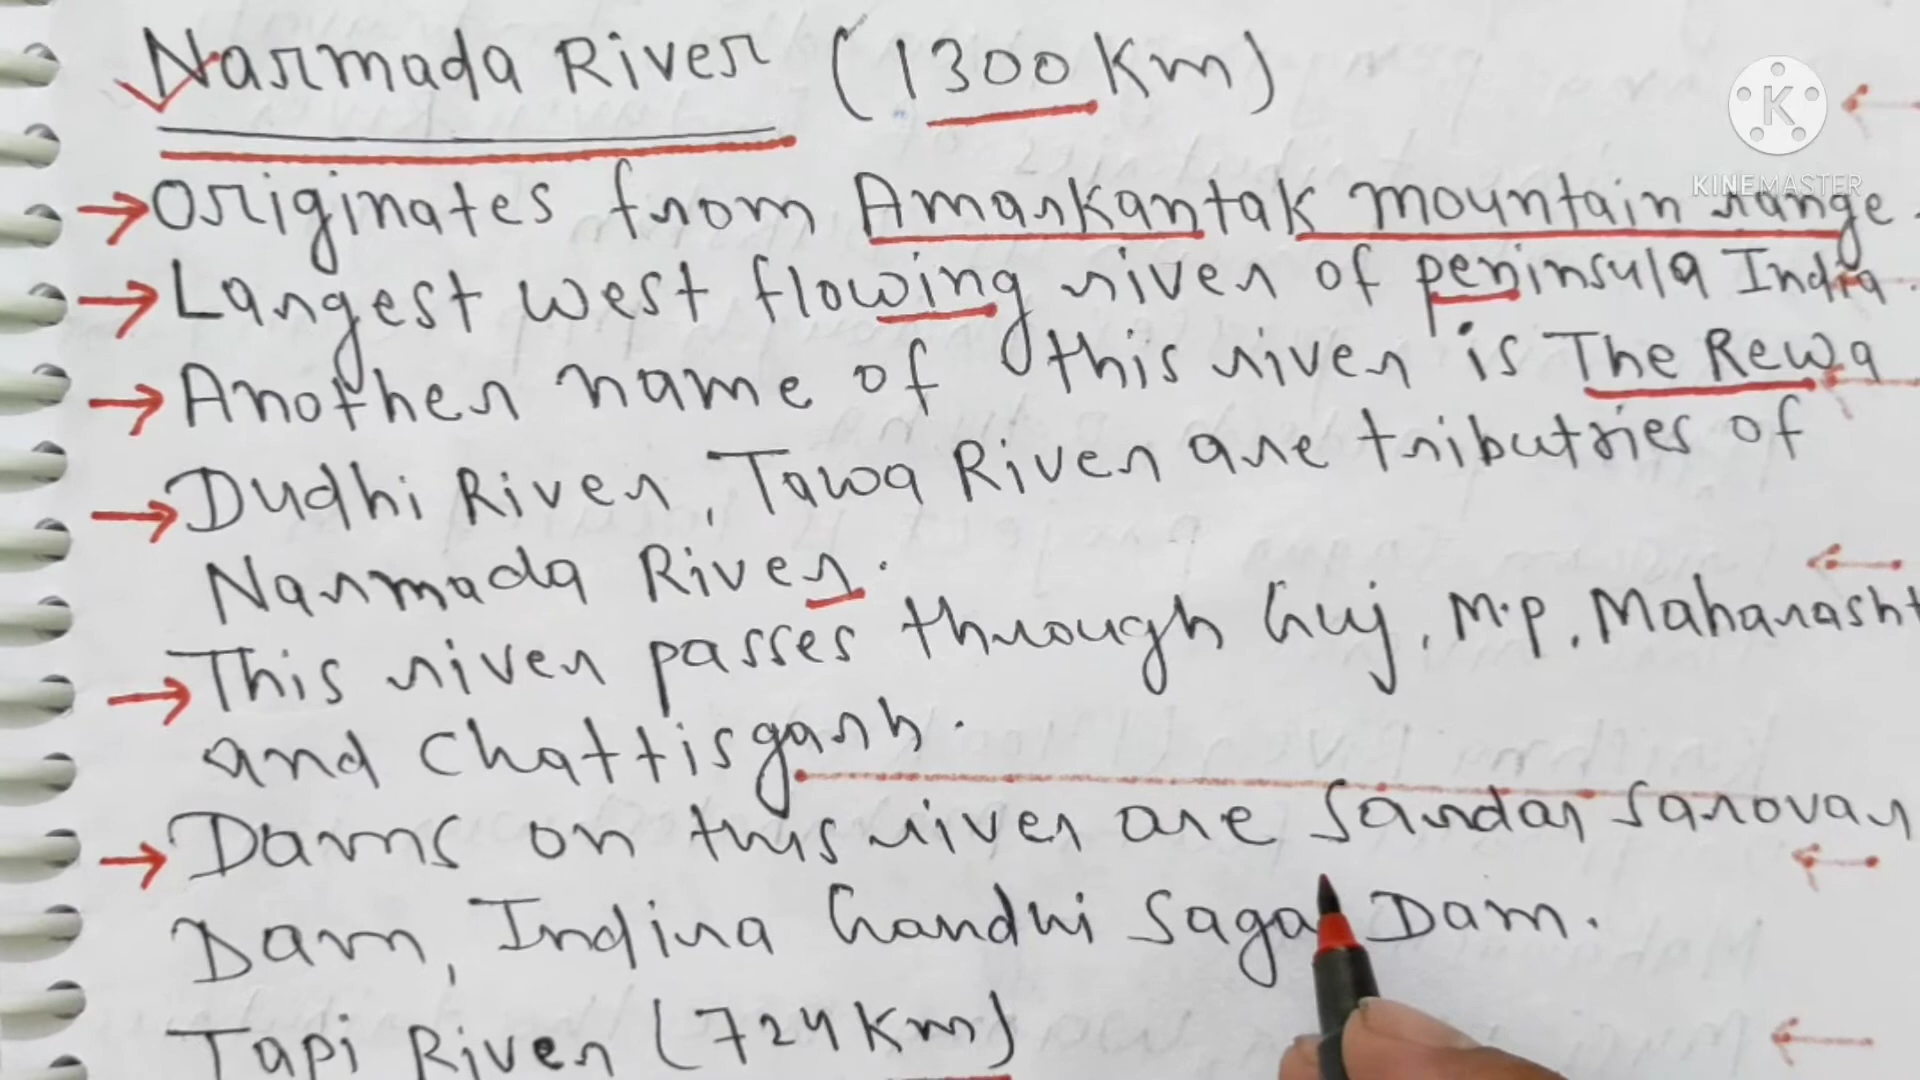 Narmada River (1300 Km)
KINEMASTER
Originates from Amarkantak mountain range.
Largest west flowing river of peninsula India.
Another name of this river is The Rewa
Dudhi River, Tawa River are tributries of
Narmada River.
This river passes through Guj, M.P, Maharasht
and Chattisgarh.
Dams on this river are Sardar Sarovar
Dam, Indira Gandhi Sagar Dam.
Tapi River (724 Km)